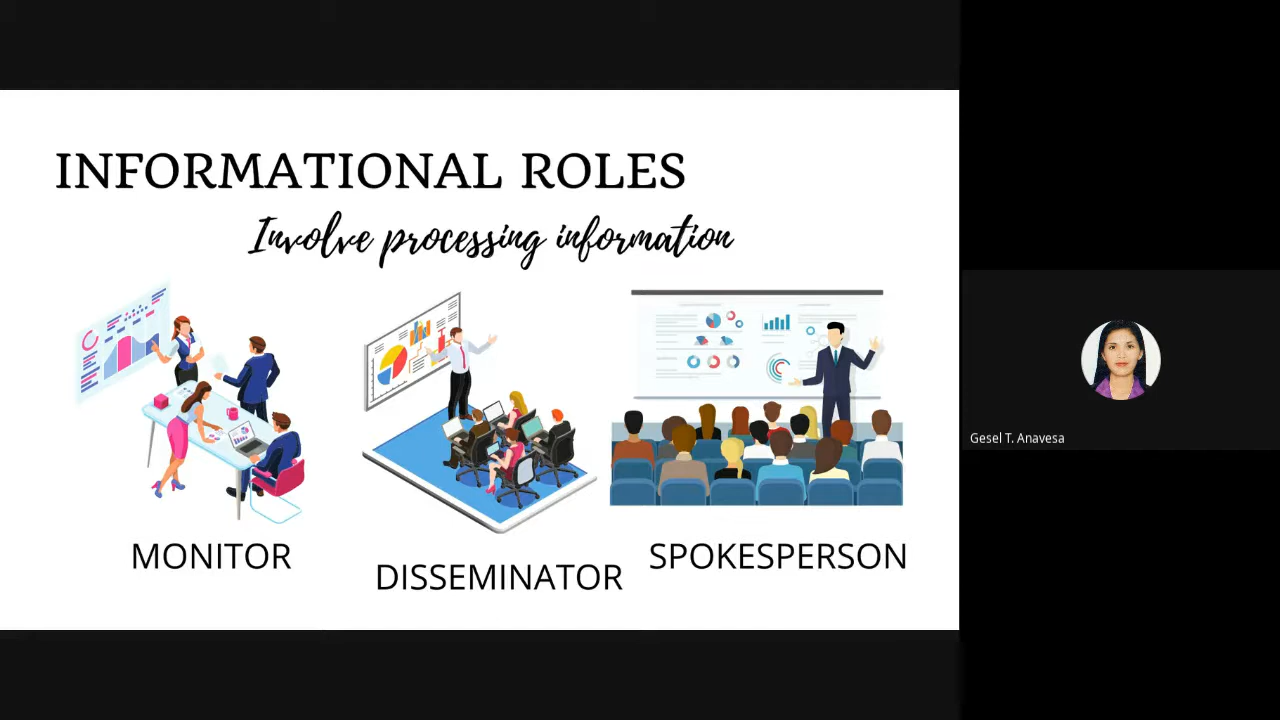 INFORMATIONAL ROLES
Involve processing information
MONITOR
DISSEMINATOR
SPOKESPERSON
Gesel T. Anavesa